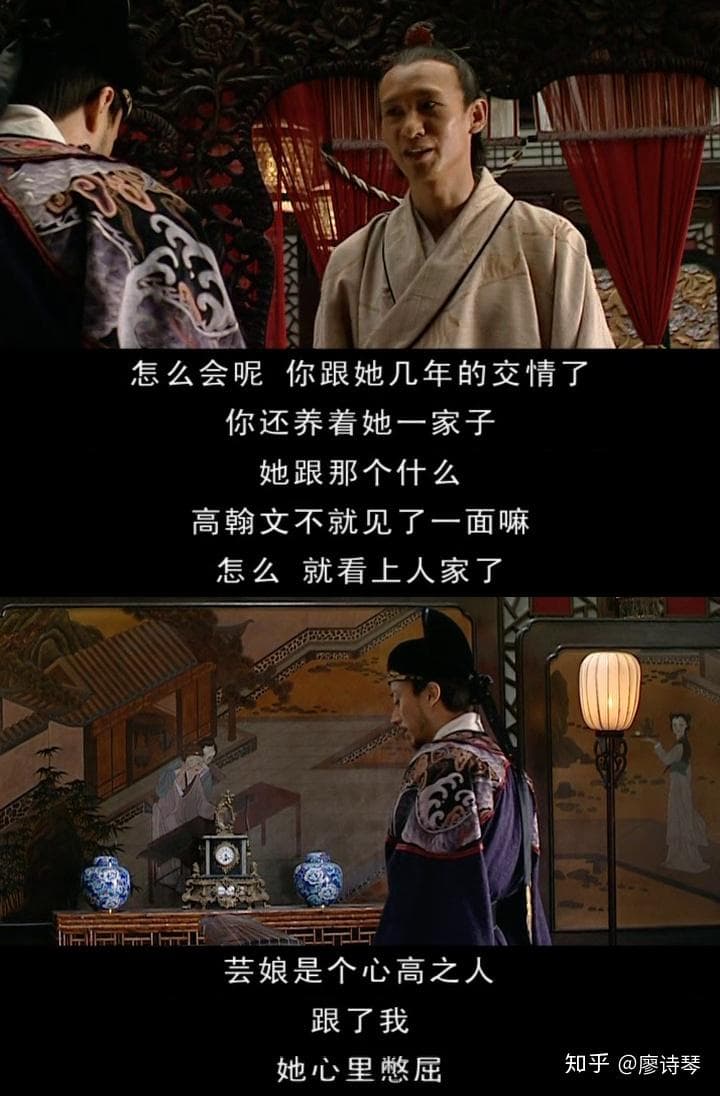 怎么会呢 你跟她几年的交情了
你还养着她一家子
她跟那个什么
高翰文不就见了一面嘛
怎么 就看上人家了
芸娘是个心高之人
跟了我
她心里憋屈
知乎 @廖诗琴